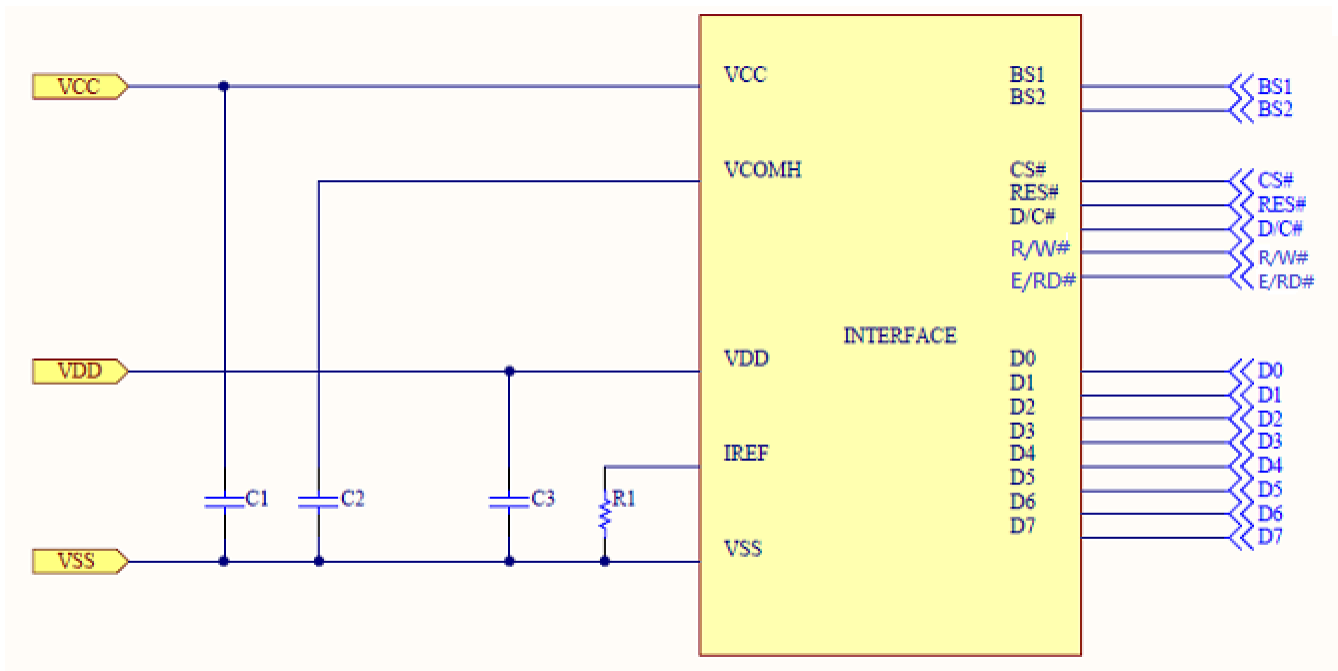 VCC VCC BS1 BS1
BS2 BS2
VCOMH CS# CS#
RES# RES#
D/C# D/C#
R/W# R/W#
E/RD# E/RD#
INTERFACE
VDD VDD D0 D0
D1 D1
D2 D2
D3 D3
IREF D4 D4
D5 D5
C1 C2 C3 R1 D6 D6
D7 D7
VSS VSS